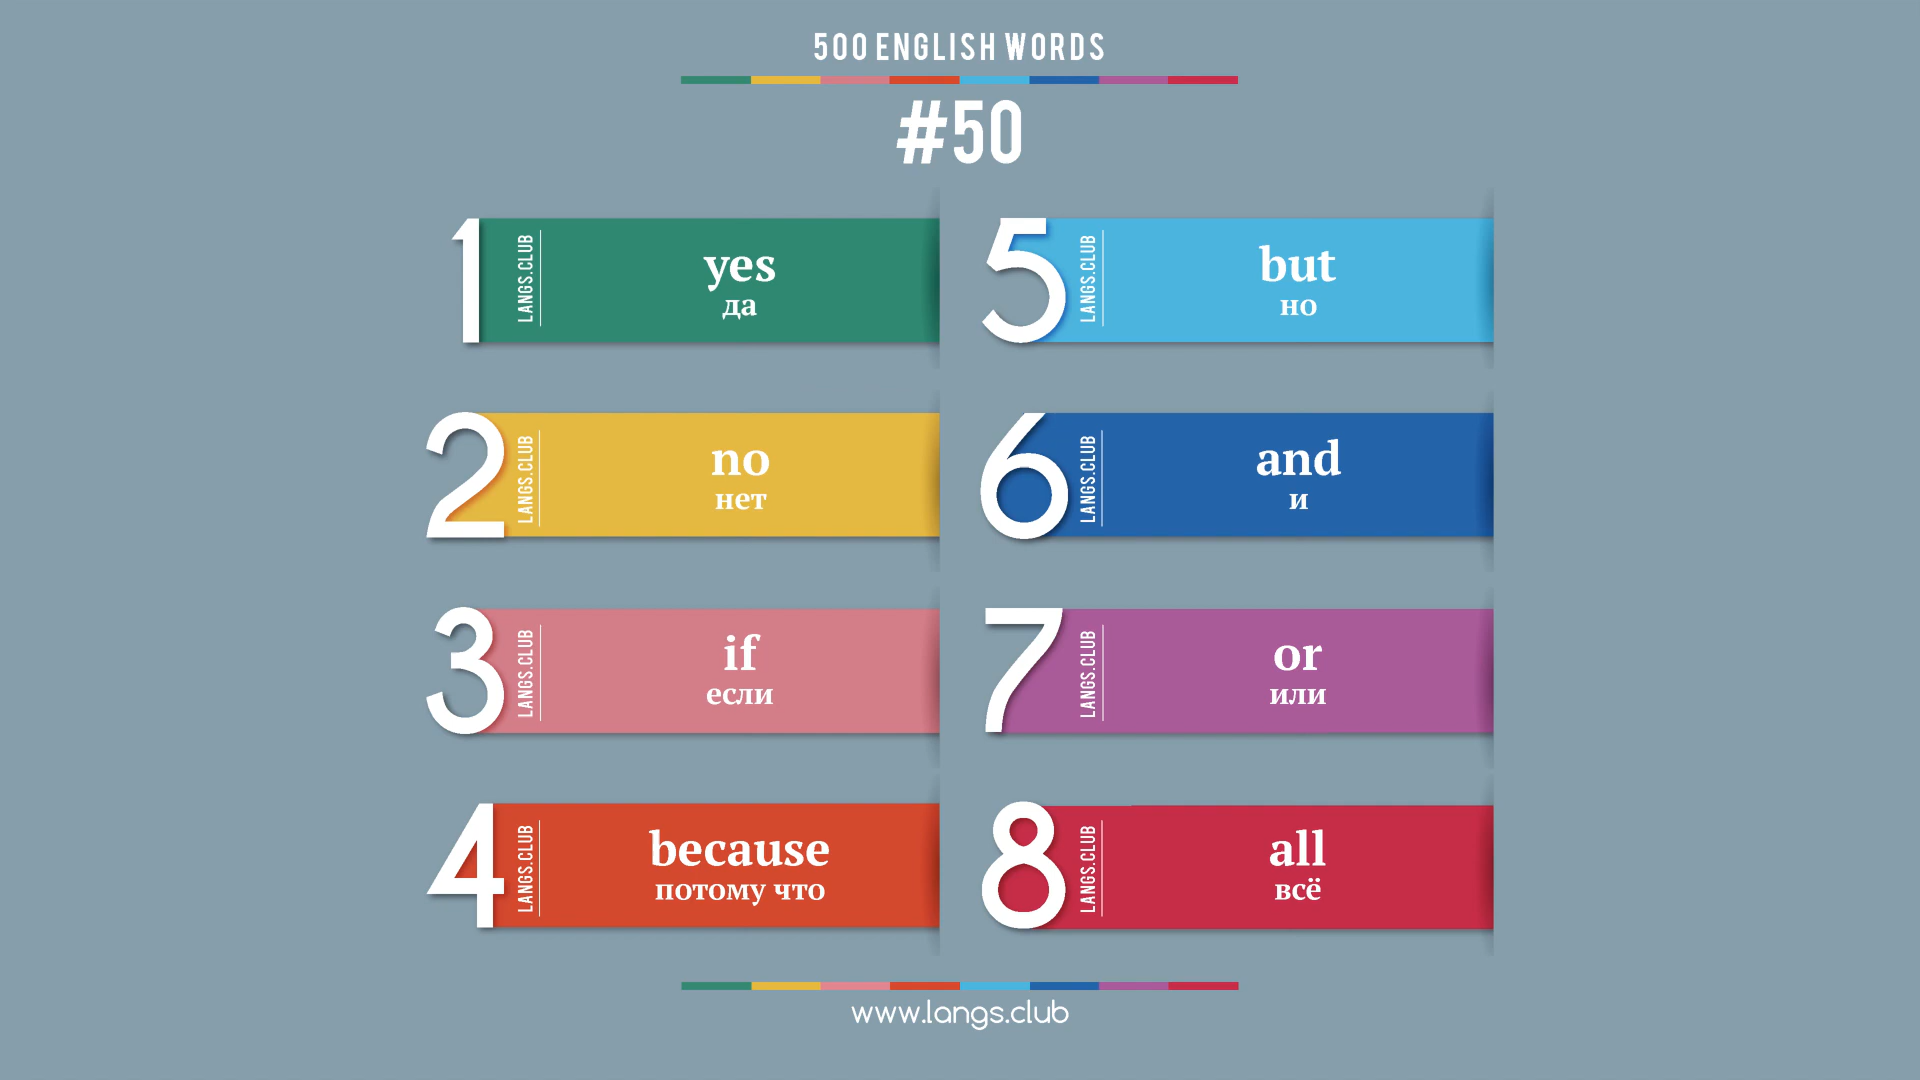 500 ENGLISH WORDS
#50
1
LANGS.CLUB
yes
да
2
LANGS.CLUB
no
нет
3
LANGS.CLUB
if
если
4
LANGS.CLUB
because
потому что
5
LANGS.CLUB
but
но
6
LANGS.CLUB
and
и
7
LANGS.CLUB
or
или
8
LANGS.CLUB
all
всё
www.langs.club